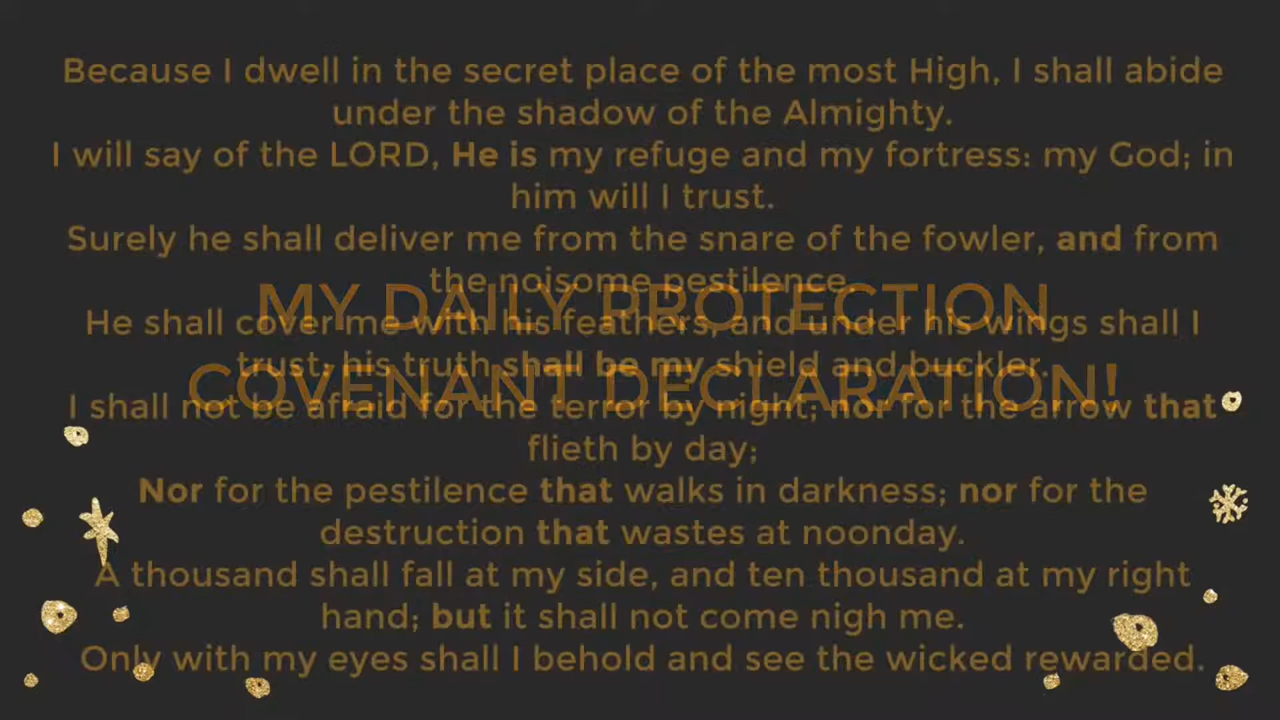 Because I dwell in the secret place of the most High, I shall abide
under the shadow of the Almighty.
I will say of the LORD, He is my refuge and my fortress: my God; in
him will I trust.
Surely he shall deliver me from the snare of the fowler, and from
the noisome pestilence.
MY DAILY PROTECTION
He shall cover me with his feathers, and under his wings shall I
trust: his truth shall be my shield and buckler.
COVENANT DECLARATION!
I shall not be afraid for the terror by night; nor for the arrow that
flieth by day;
Nor for the pestilence that walks in darkness; nor for the
destruction that wastes at noonday.
A thousand shall fall at my side, and ten thousand at my right
hand; but it shall not come nigh me.
Only with my eyes shall I behold and see the wicked rewarded.